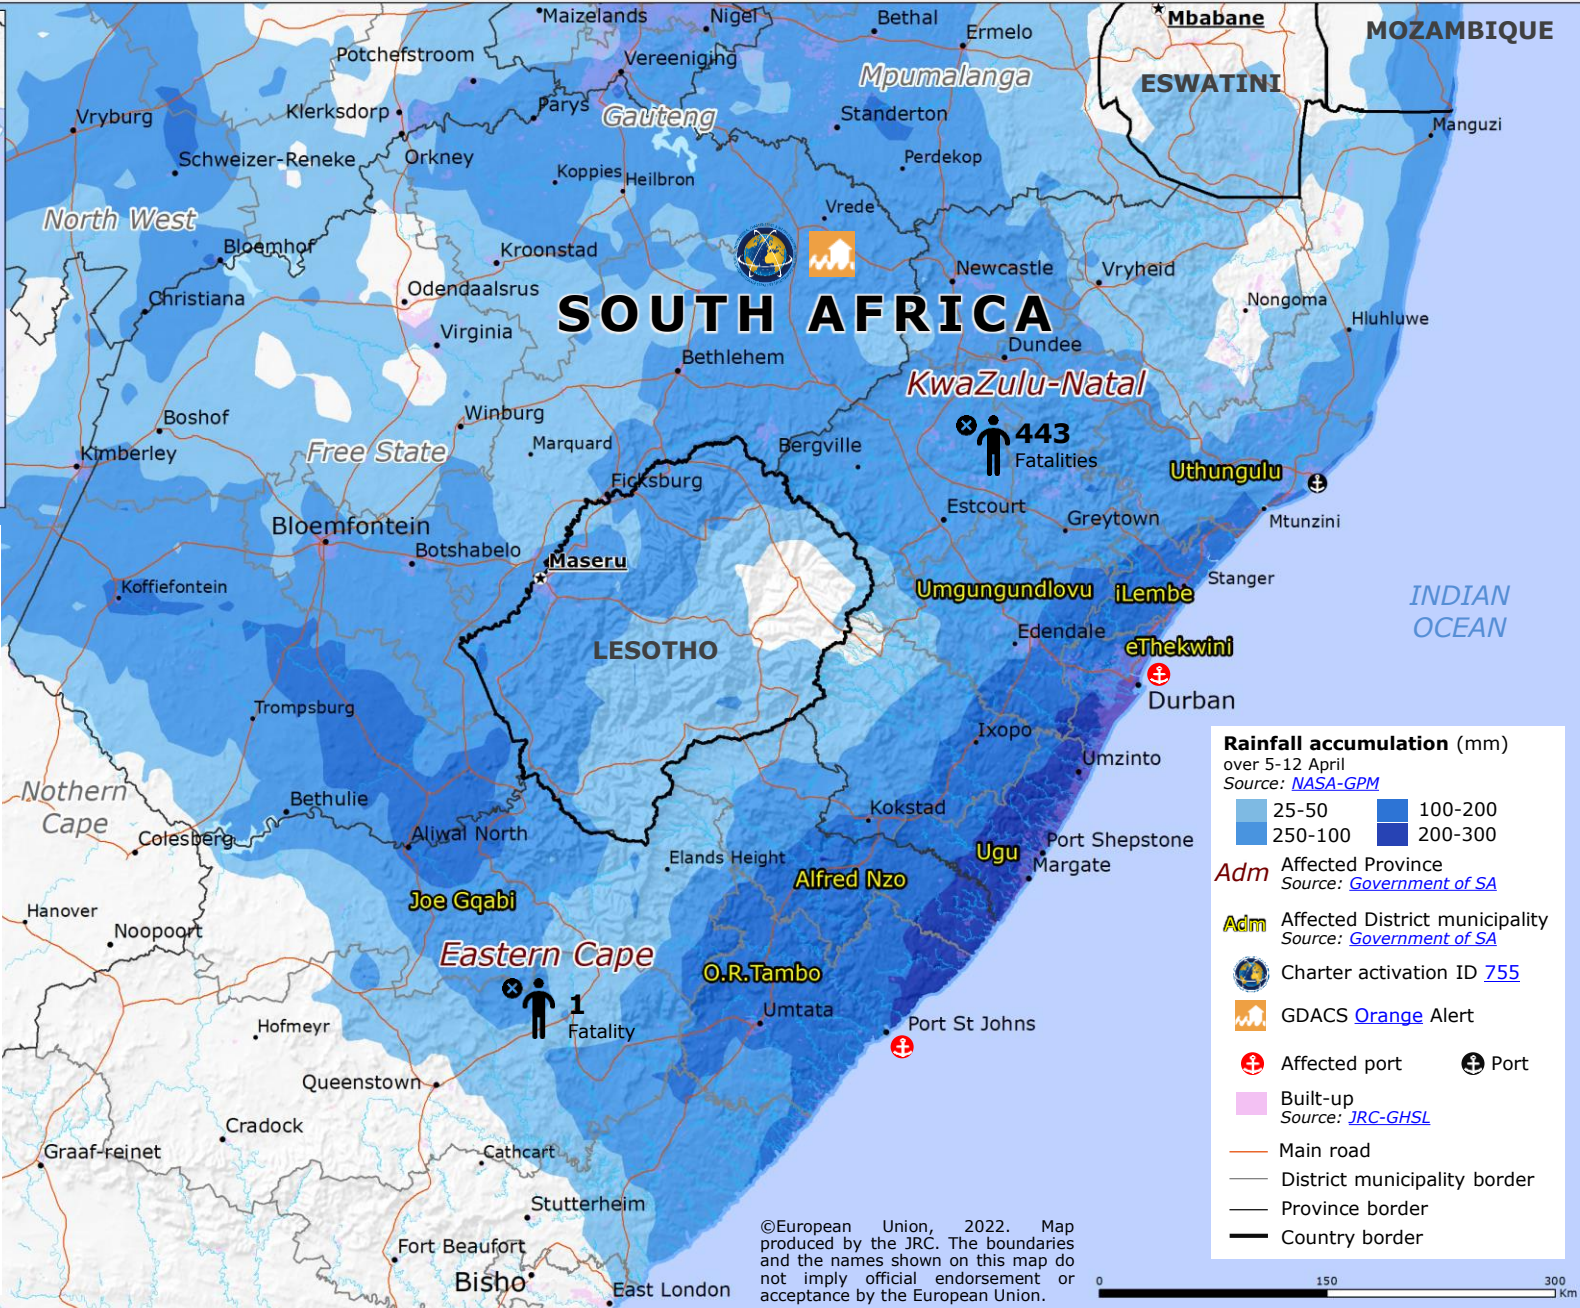 Maizelands
Nigel
Bethal
Ermelo
Mbabane
MOZAMBIQUE
Potchefstroom
Vereeniging
Mpumalanga
ESWATINI
Vryburg
Klerksdorp
Parys
Gauteng
Standerton
Manguzi
Schweizer-Reneke
Orkney
Koppies
Heilbron
Perdekop
North West
Vrede
Bloemhof
Kroonstad
Newcastle
Vryheid
Christiana
Odendaalsrus
Nongoma
SOUTH AFRICA
Hluhluwe
Virginia
Dundee
Bethlehem
KwaZulu-Natal
Boshof
Winburg
443
Fatalities
Kimberley
Free State
Marquard
Bergville
Uthungulu
Ficksburg
Estcourt
Greytown
Mtunzini
Bloemfontein
Botshabelo
Maseru
Koffiefontein
Umgungundlovu
iLembe
Stanger
INDIAN
OCEAN
Edendale
eThekwini
LESOTHO
Durban
Trompsburg
Ixopo
Umzinto
Nothern
Cape
Bethulie
Kokstad
Colesberg
Aliwal North
Elands Height
Ugu
Port Shepstone
Margate
Alfred Nzo
Joe Gqabi
Hanover
Noopoort
Eastern Cape
O.R.Tambo
1
Fatality
Umtata
Port St Johns
Hofmeyr
Queenstown
Cradock
Graaf-reinet
Cathcart
Stutterheim
Fort Beaufort
Bisho
East London
Rainfall accumulation (mm)
over 5-12 April
Source: NASA-GPM
25-50 100-200
250-100 200-300
Adm Affected Province
Source: Government of SA
Adm Affected District municipality
Source: Government of SA
Charter activation ID 755
GDACS Orange Alert
Affected port Port
Built-up
Source: JRC-GHSL
Main road
District municipality border
Province border
Country border
©European Union, 2022. Map
produced by the JRC. The boundaries
and the names shown on this map do
not imply official endorsement or
acceptance by the European Union.
0 150 300
Km